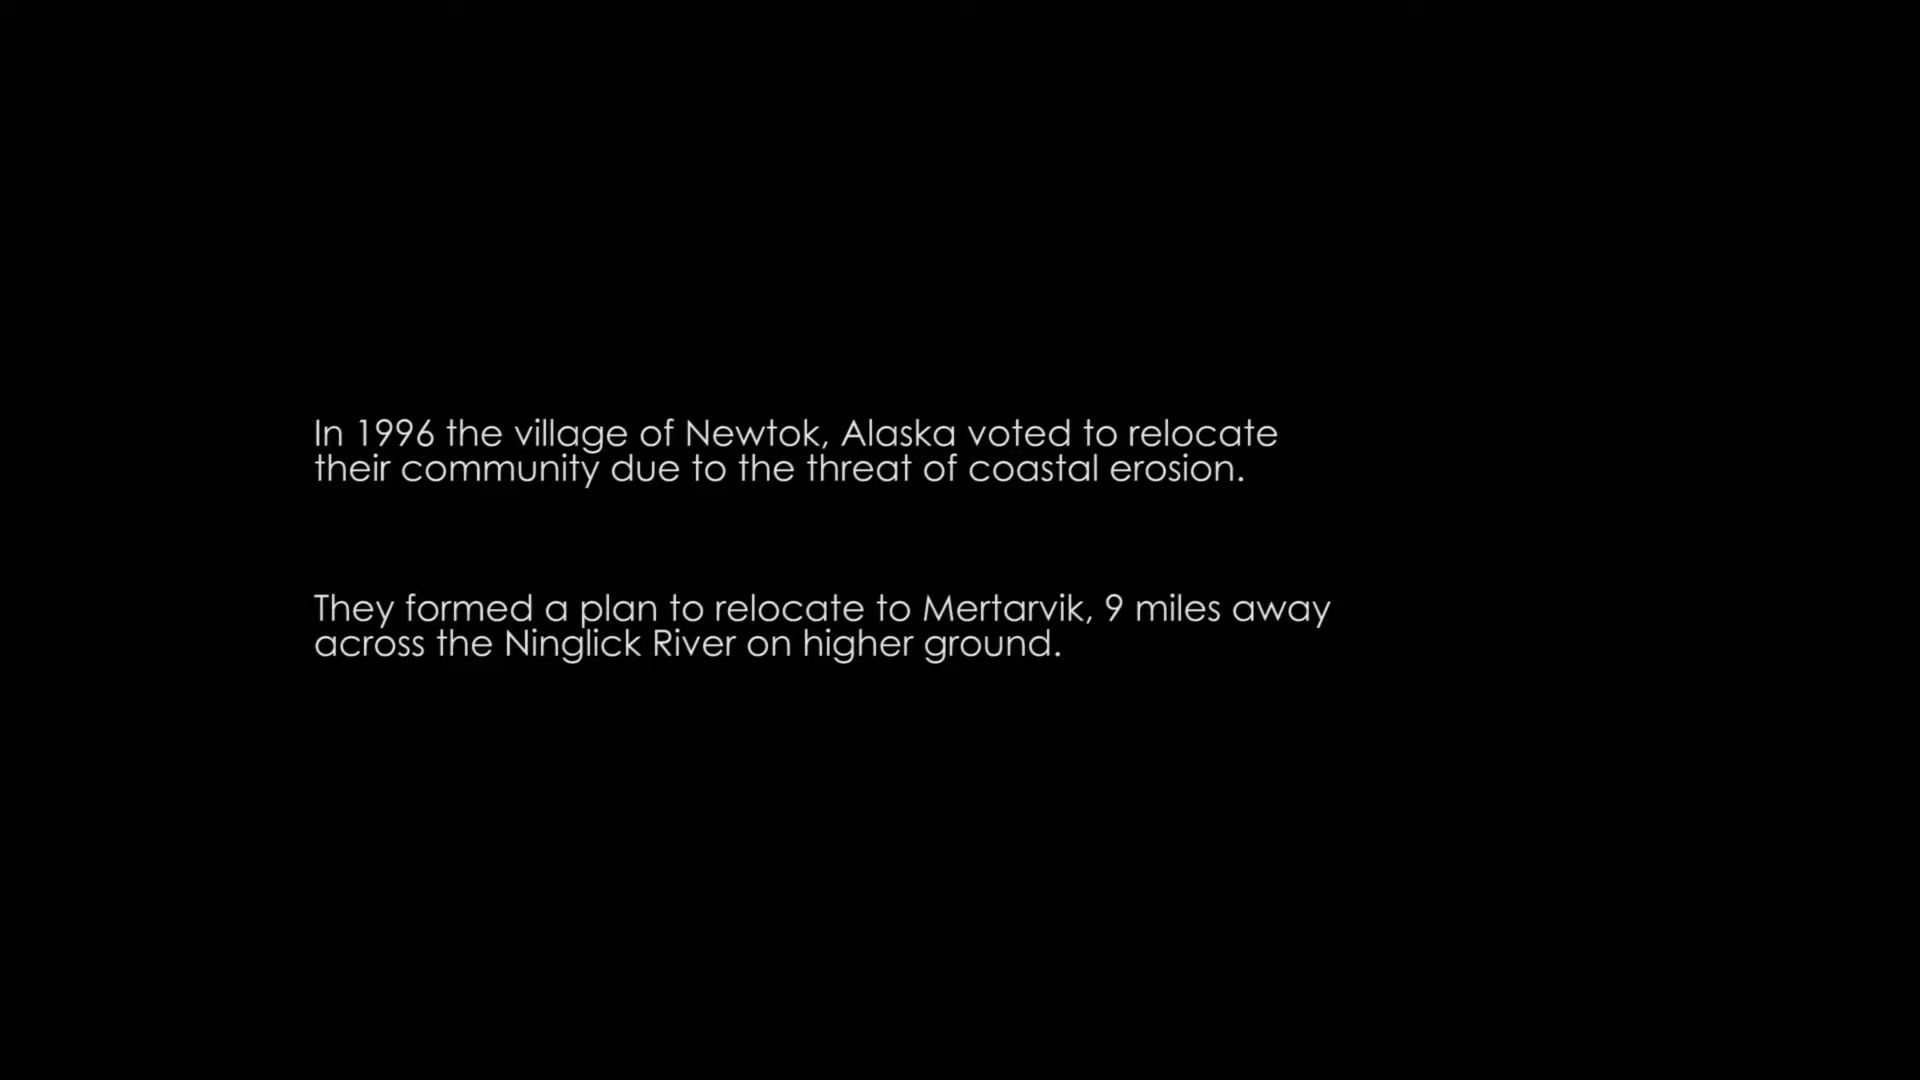 In 1996 the village of Newtok, Alaska voted to relocate
their community due to the threat of coastal erosion.
They formed a plan to relocate to Mertarvik, 9 miles away
across the Ninglick River on higher ground.